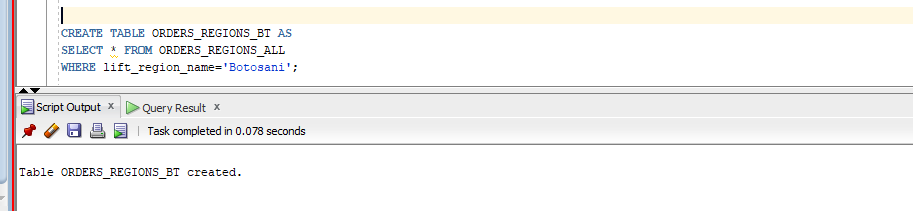 CREATE TABLE ORDERS_REGIONS_BT AS
SELECT * FROM ORDERS_REGIONS_ALL
WHERE lift_region_name='Botosani';
Script Output x Query Result x
Task completed in 0.078 seconds
Table ORDERS_REGIONS_BT created.